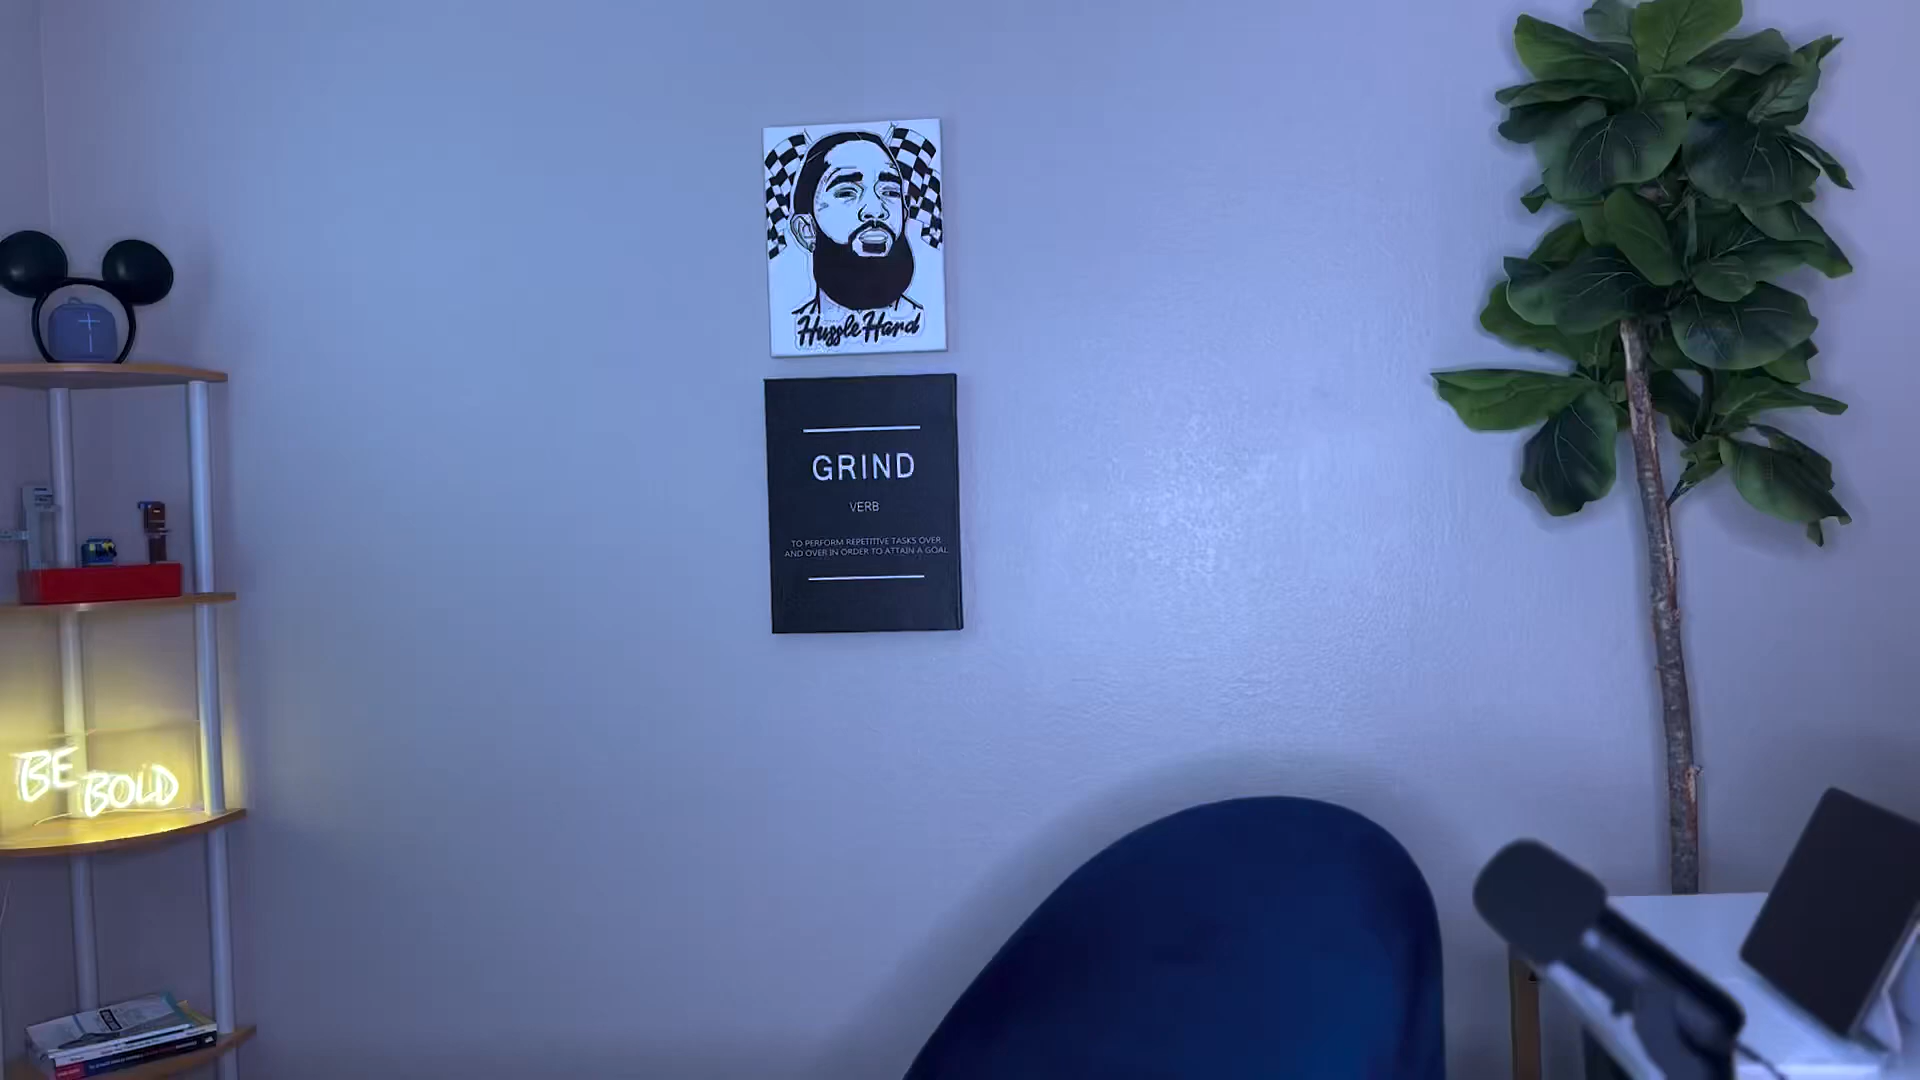 Hussle Hard
GRIND
VERB
TO PERFORM REPETITIVE TASKS OVER
AND OVER IN ORDER TO ATTAIN A GOAL
BE
BOLD